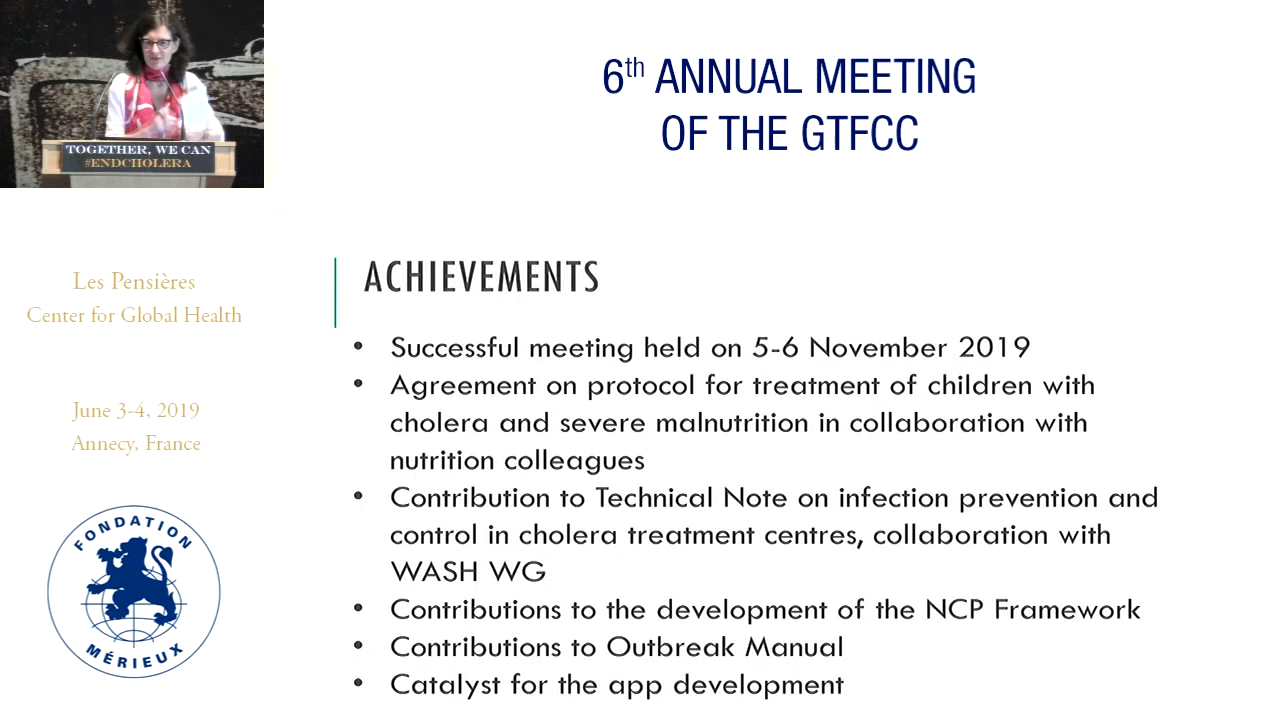 TOGETHER, WE CAN
#ENDCHOLERA
6th ANNUAL MEETING
OF THE GTFCC
Les Pensières
Center for Global Health
June 3-4, 2019
Annecy, France
FONDATION
MÉRIEUX
ACHIEVEMENTS
• Successful meeting held on 5-6 November 2019
• Agreement on protocol for treatment of children with
cholera and severe malnutrition in collaboration with
nutrition colleagues
• Contribution to Technical Note on infection prevention and
control in cholera treatment centres, collaboration with
WASH WG
• Contributions to the development of the NCP Framework
• Contributions to Outbreak Manual
• Catalyst for the app development